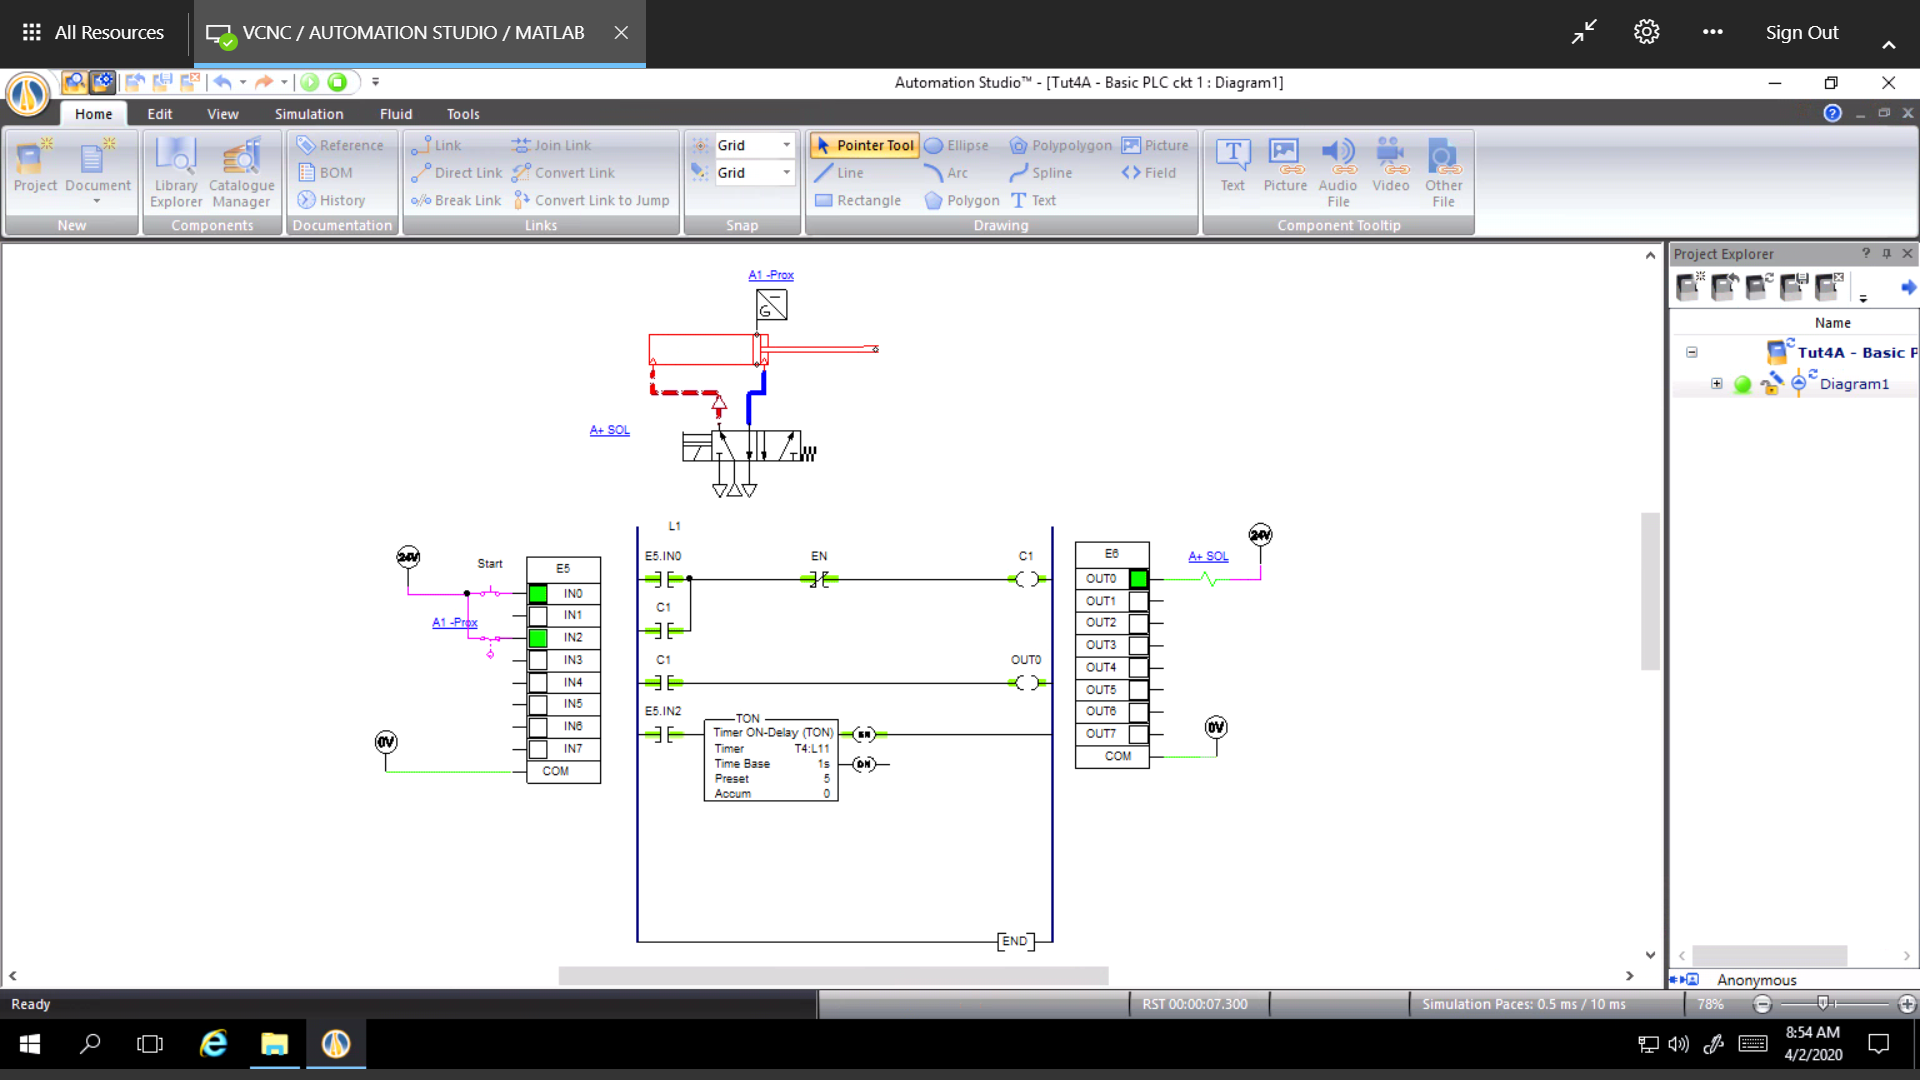 All Resources
VCNC / AUTOMATION STUDIO / MATLAB
Sign Out
Automation Studio™ - [Tut4A - Basic PLC ckt 1 : Diagram1]
Home Edit View Simulation Fluid Tools
Project Document
New
Library Explorer
Catalogue Manager
Components
Reference
BOM
History
Documentation
Link
Direct Link
Break Link
Join Link
Convert Link
Convert Link to Jump
Links
Grid
Grid
Snap
Pointer Tool
Line
Rectangle
Ellipse
Arc
Polygon
Polypolygon
Spline
Text
Picture
Field
Drawing
Text
Picture
Audio File
Video
Other File
Component Tooltip
Project Explorer
Name
Tut4A - Basic P
Diagram1
Anonymous
A1 -Prox
G
A+ SOL
24V
Start
A1 -Prox
0V
E5
IN0
IN1
IN2
IN3
IN4
IN5
IN6
IN7
COM
L1
E5.IN0 EN C1
C1
C1 OUT0
E5.IN2
TON
Timer ON-Delay (TON) EN
Timer T4:L11
Time Base 1s DN
Preset 5
Accum 0
END
E6
OUT0
OUT1
OUT2
OUT3
OUT4
OUT5
OUT6
OUT7
COM
A+ SOL
24V
0V
Ready
RST 00:00:07.300
Simulation Paces: 0.5 ms / 10 ms
78%
8:54 AM
4/2/2020